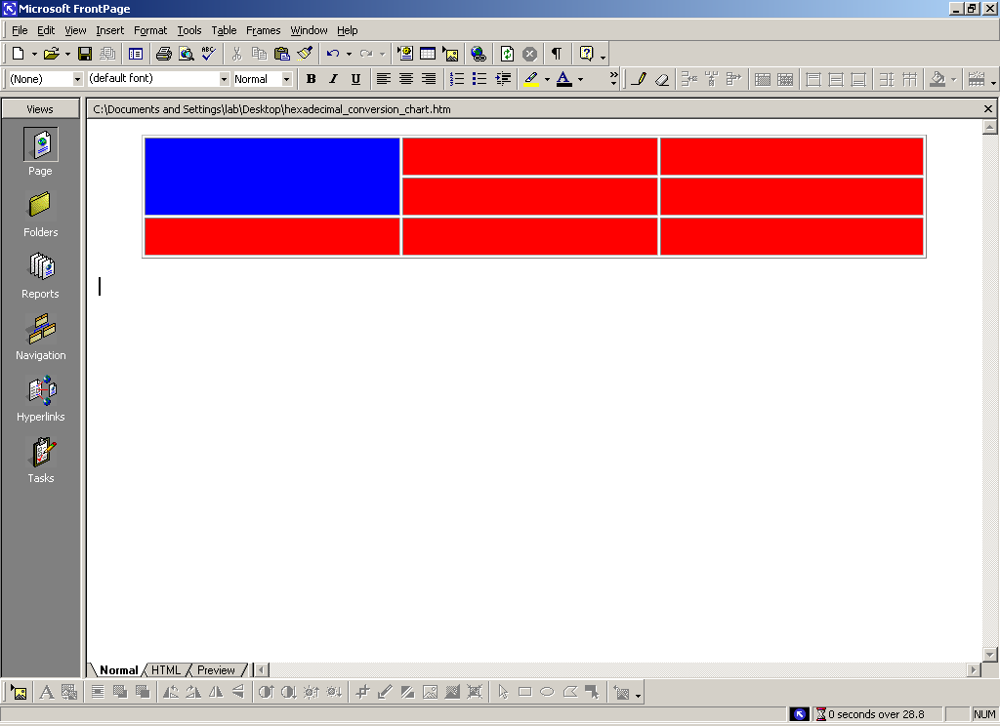 Microsoft FrontPage
File Edit View Insert Format Tools Table Frames Window Help
(None) (default font) Normal B I U A
Views C:\Documents and Settings\lab\Desktop\hexadecimal_conversion_chart.htm
Page
Folders
Reports
Navigation
Hyperlinks
Tasks
Normal HTML Preview
A
0 seconds over 28.8 NUM